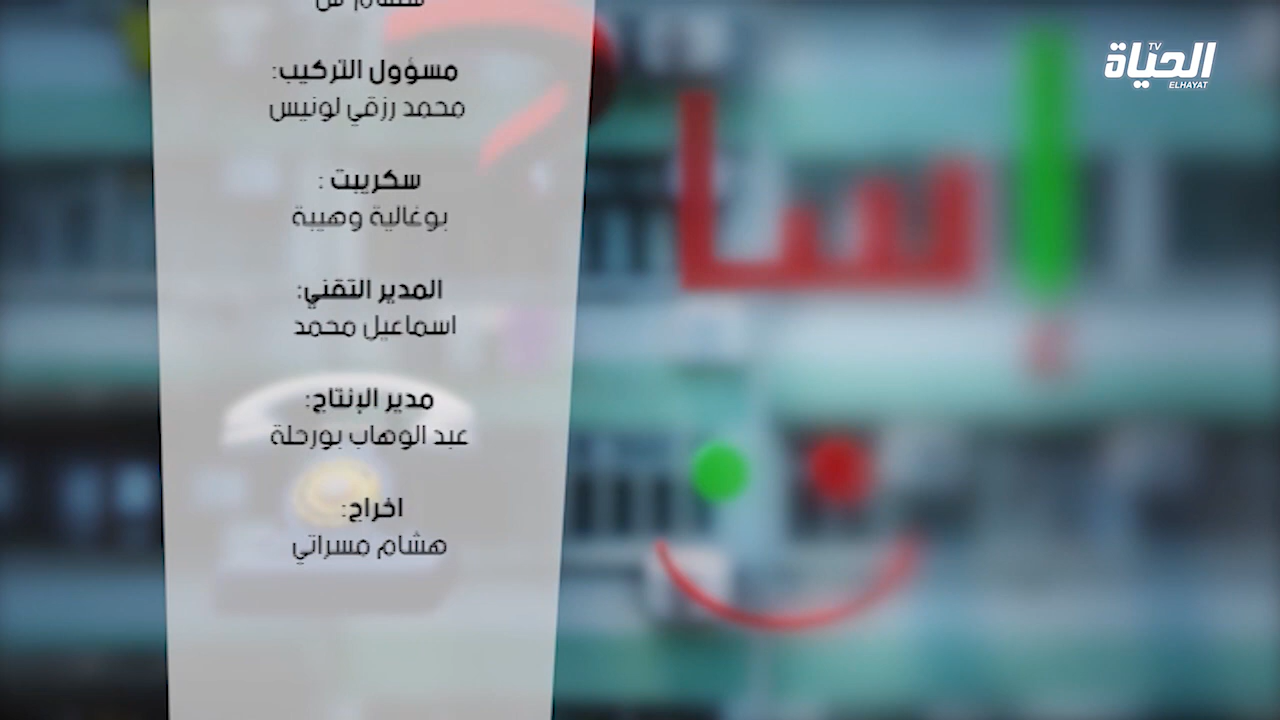 مسؤول التركيب:
محمد رزقي لونيس
سكريبت :
بوغالية وهيبة
المدير التقني:
اسماعيل محمد
مدير الإنتاج:
عبد الوهاب بورحلة
اخراج:
هشام مسراتي
الحياة TV
ELHAYAT